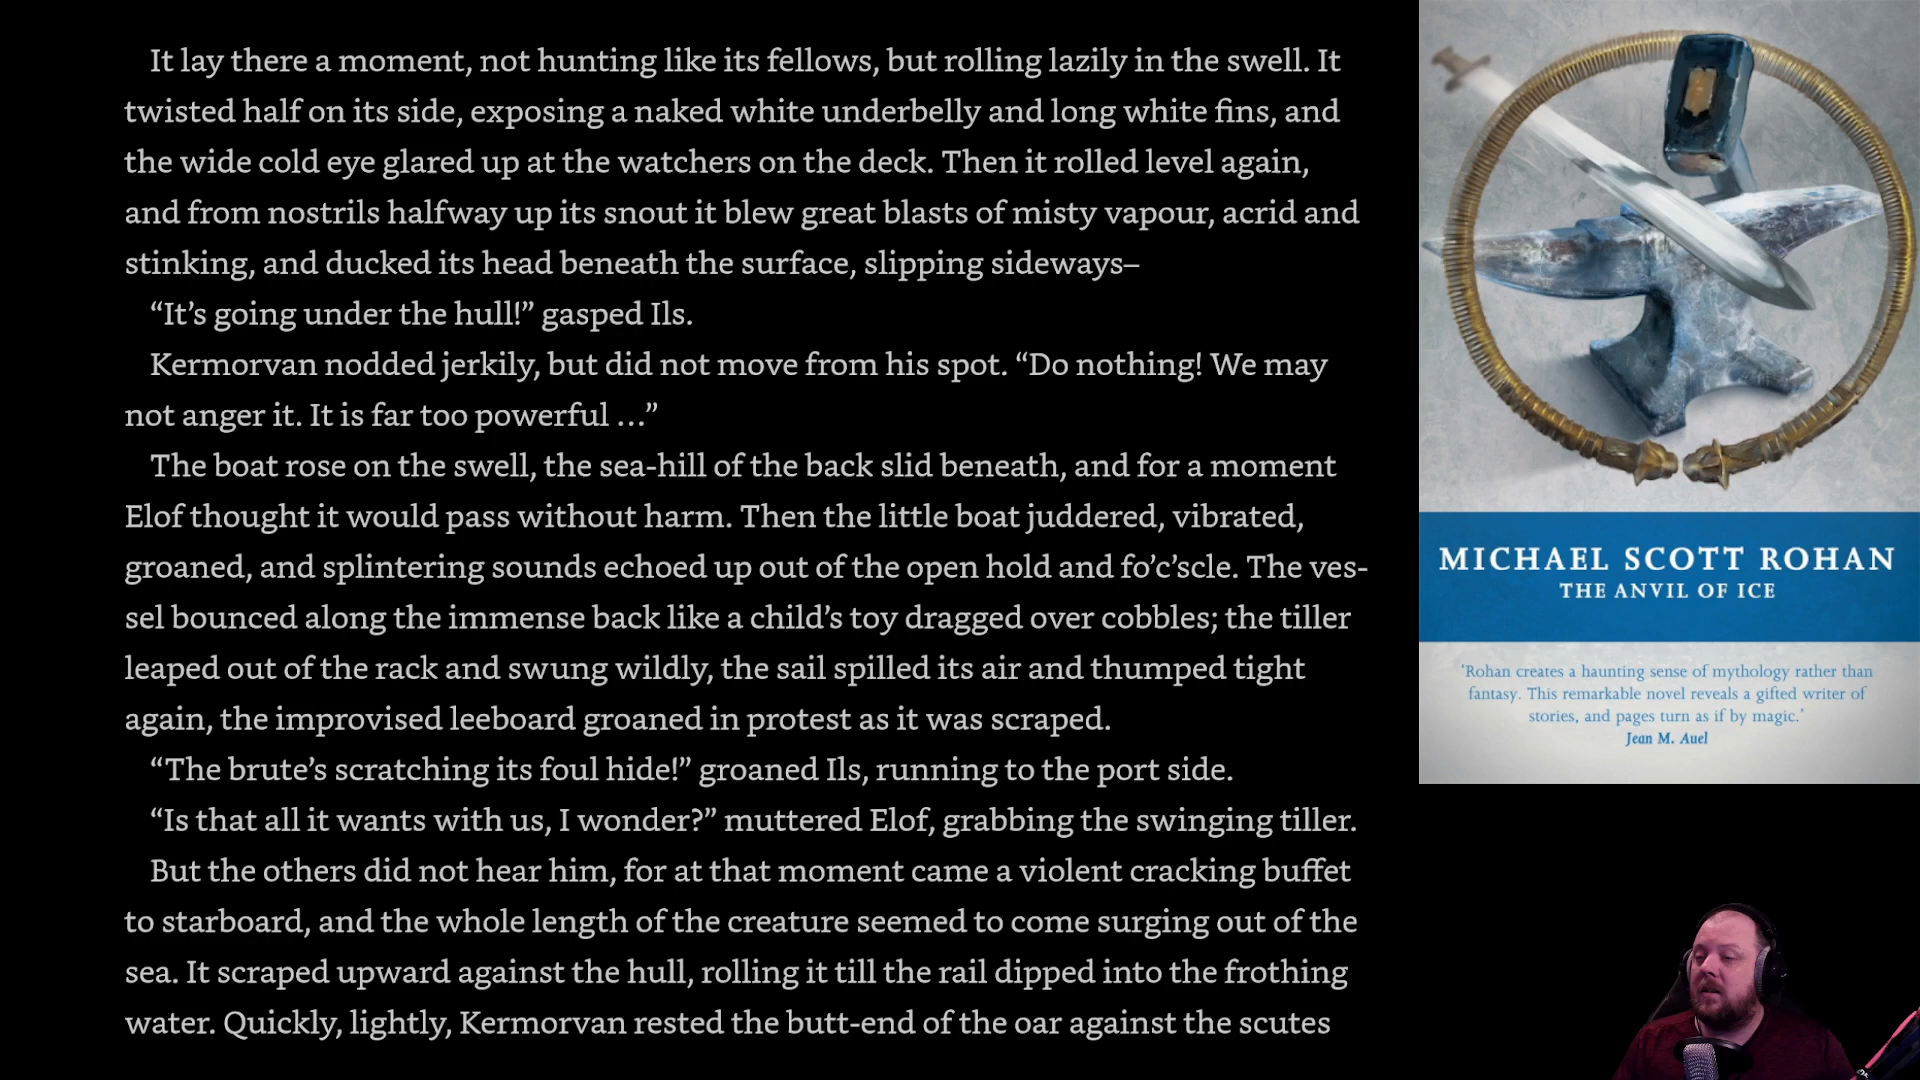 It lay there a moment, not hunting like its fellows, but rolling lazily in the swell. It
twisted half on its side, exposing a naked white underbelly and long white fins, and
the wide cold eye glared up at the watchers on the deck. Then it rolled level again,
and from nostrils halfway up its snout it blew great blasts of misty vapour, acrid and
stinking, and ducked its head beneath the surface, slipping sideways–
“It’s going under the hull!” gasped Ils.
Kermorvan nodded jerkily, but did not move from his spot. “Do nothing! We may
not anger it. It is far too powerful …”
The boat rose on the swell, the sea-hill of the back slid beneath, and for a moment
Elof thought it would pass without harm. Then the little boat juddered, vibrated,
groaned, and splintering sounds echoed up out of the open hold and fo’c’scle. The ves-
sel bounced along the immense back like a child’s toy dragged over cobbles; the tiller
leaped out of the rack and swung wildly, the sail spilled its air and thumped tight
again, the improvised leeboard groaned in protest as it was scraped.
“The brute’s scratching its foul hide!” groaned Ils, running to the port side.
“Is that all it wants with us, I wonder?” muttered Elof, grabbing the swinging tiller.
But the others did not hear him, for at that moment came a violent cracking buffet
to starboard, and the whole length of the creature seemed to come surging out of the
sea. It scraped upward against the hull, rolling it till the rail dipped into the frothing
water. Quickly, lightly, Kermorvan rested the butt-end of the oar against the scutes
MICHAEL SCOTT ROHAN
THE ANVIL OF ICE
‘Rohan creates a haunting sense of mythology rather than
fantasy. This remarkable novel reveals a gifted writer of
stories, and pages turn as if by magic.’
Jean M. Auel